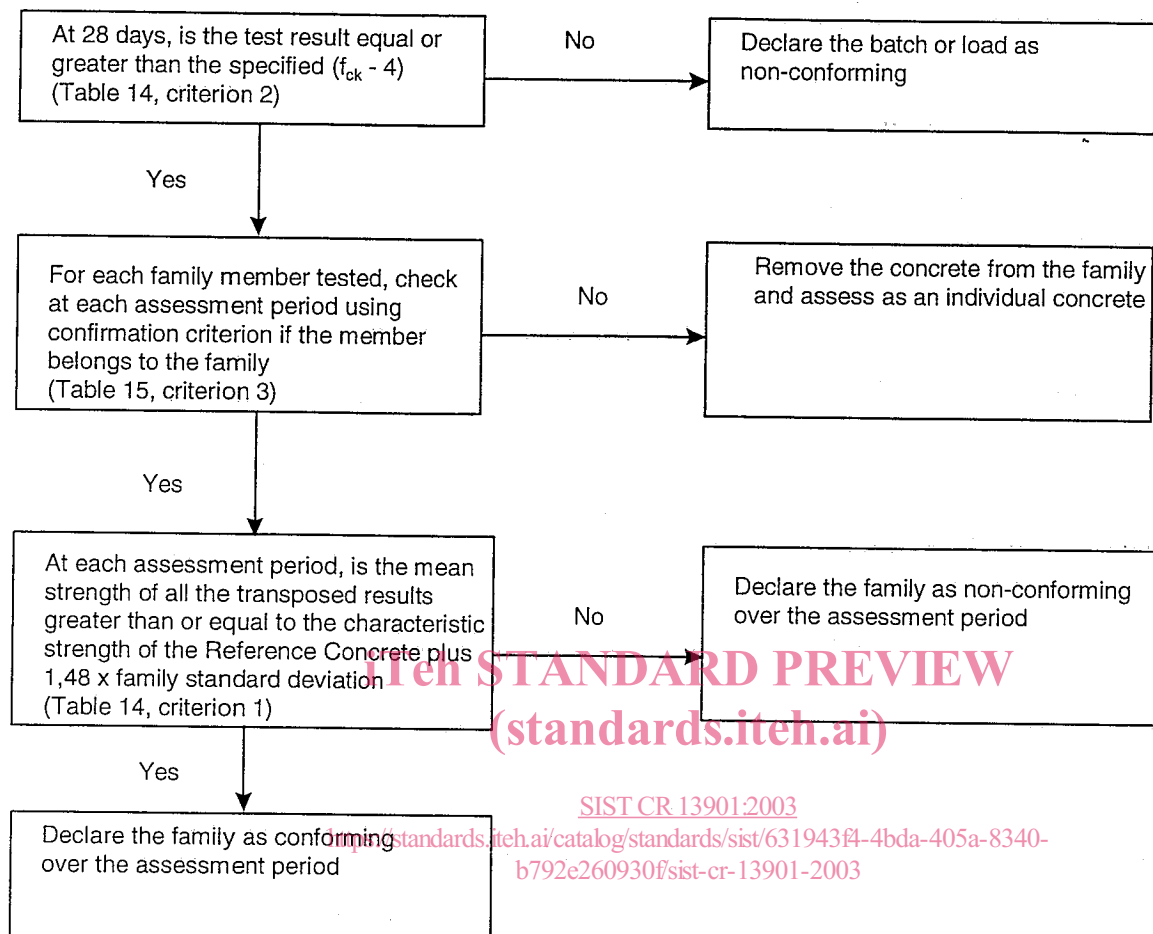 At 28 days, is the test result equal or
greater than the specified (fck - 4)
(Table 14, criterion 2)
No
Declare the batch or load as
non-conforming
Yes
For each family member tested, check
at each assessment period using
confirmation criterion if the member
belongs to the family
(Table 15, criterion 3)
No
Remove the concrete from the family
and assess as an individual concrete
Yes
At each assessment period, is the mean
strength of all the transposed results
greater than or equal to the characteristic
strength of the Reference Concrete plus
1,48 x family standard deviation
(Table 14, criterion 1)
No
Declare the family as non-conforming
over the assessment period
iTeh STANDARD PREVIEW
(standards.iteh.ai)
Yes
SIST CR 13901:2003
https://standards.iteh.ai/catalog/standards/sist/631943f4-4bda-405a-8340-
b792e260930f/sist-cr-13901-2003
Declare the family as conforming
over the assessment period